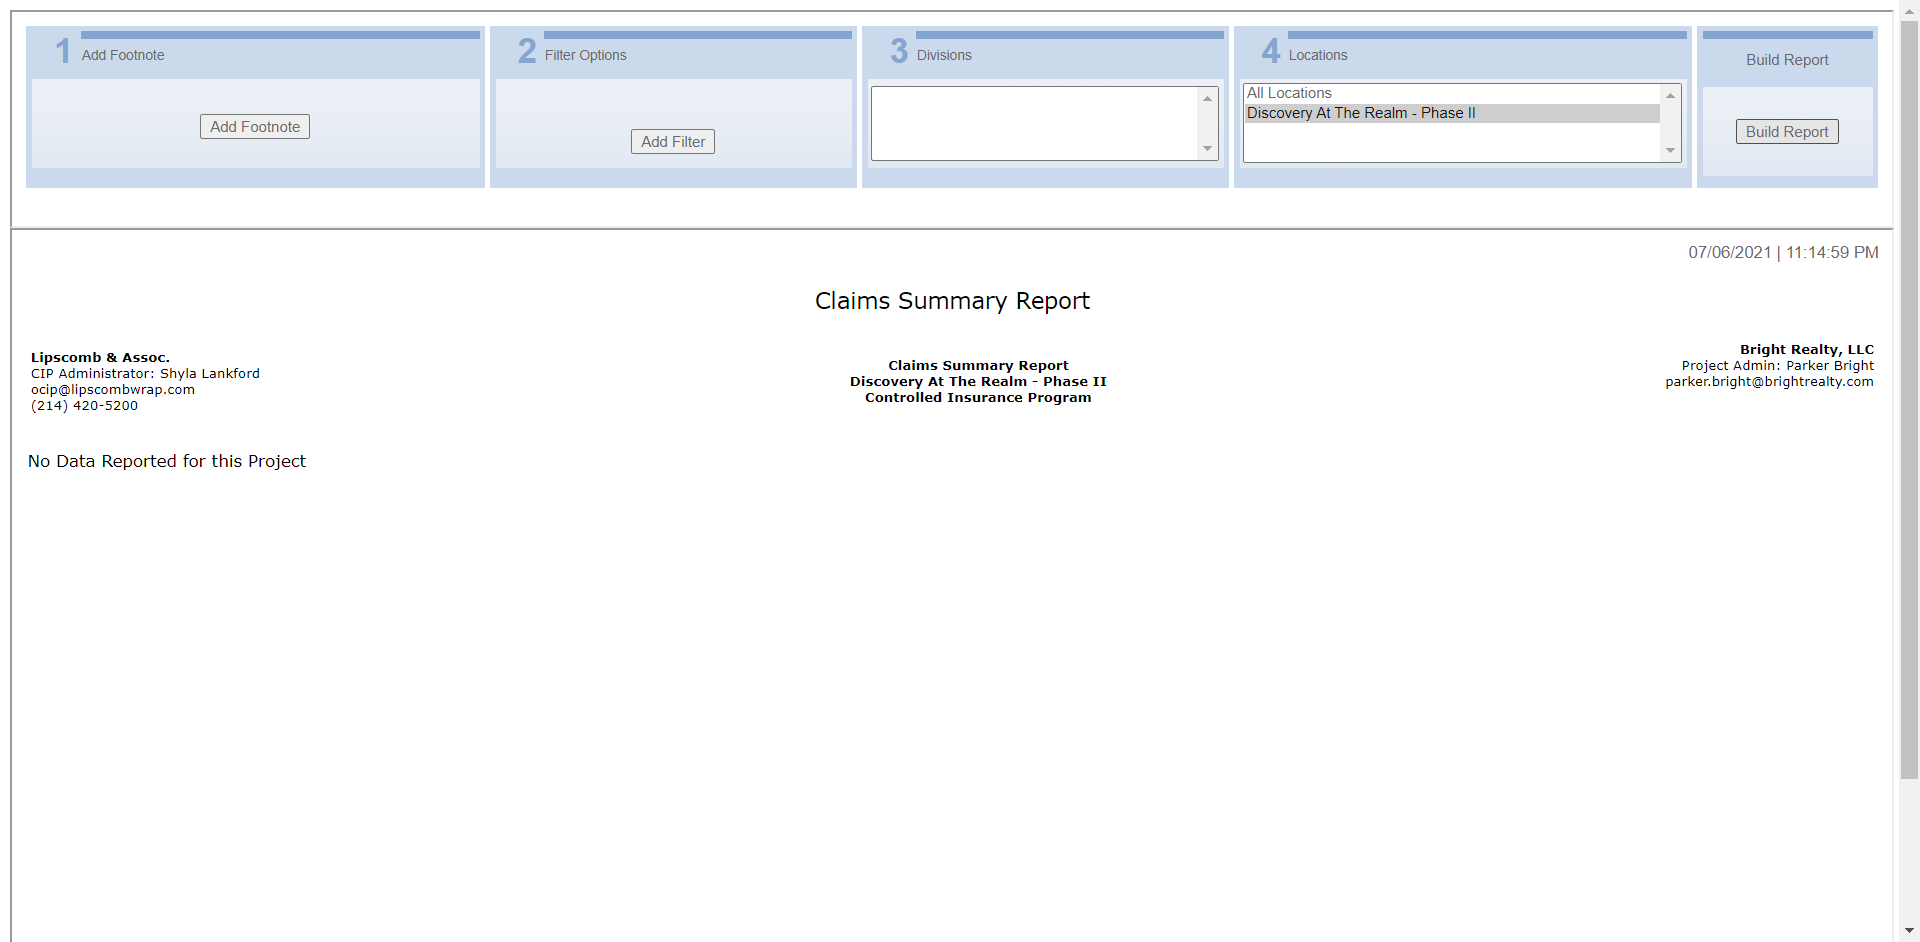 1 Add Footnote
Add Footnote
2 Filter Options
Add Filter
3 Divisions
4 Locations
All Locations
Discovery At The Realm - Phase II
Build Report
Build Report
07/06/2021 | 11:14:59 PM
Claims Summary Report
Lipscomb & Assoc.
CIP Administrator: Shyla Lankford
ocip@lipscombwrap.com
(214) 420-5200
Claims Summary Report
Discovery At The Realm - Phase II
Controlled Insurance Program
Bright Realty, LLC
Project Admin: Parker Bright
parker.bright@brightrealty.com
No Data Reported for this Project